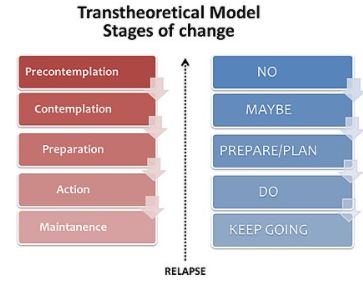 Transtheoretical Model
Stages of change
Precontemplation
NO
Contemplation
MAYBE
Preparation
PREPARE/PLAN
Action
DO
Maintanence
KEEP GOING
RELAPSE